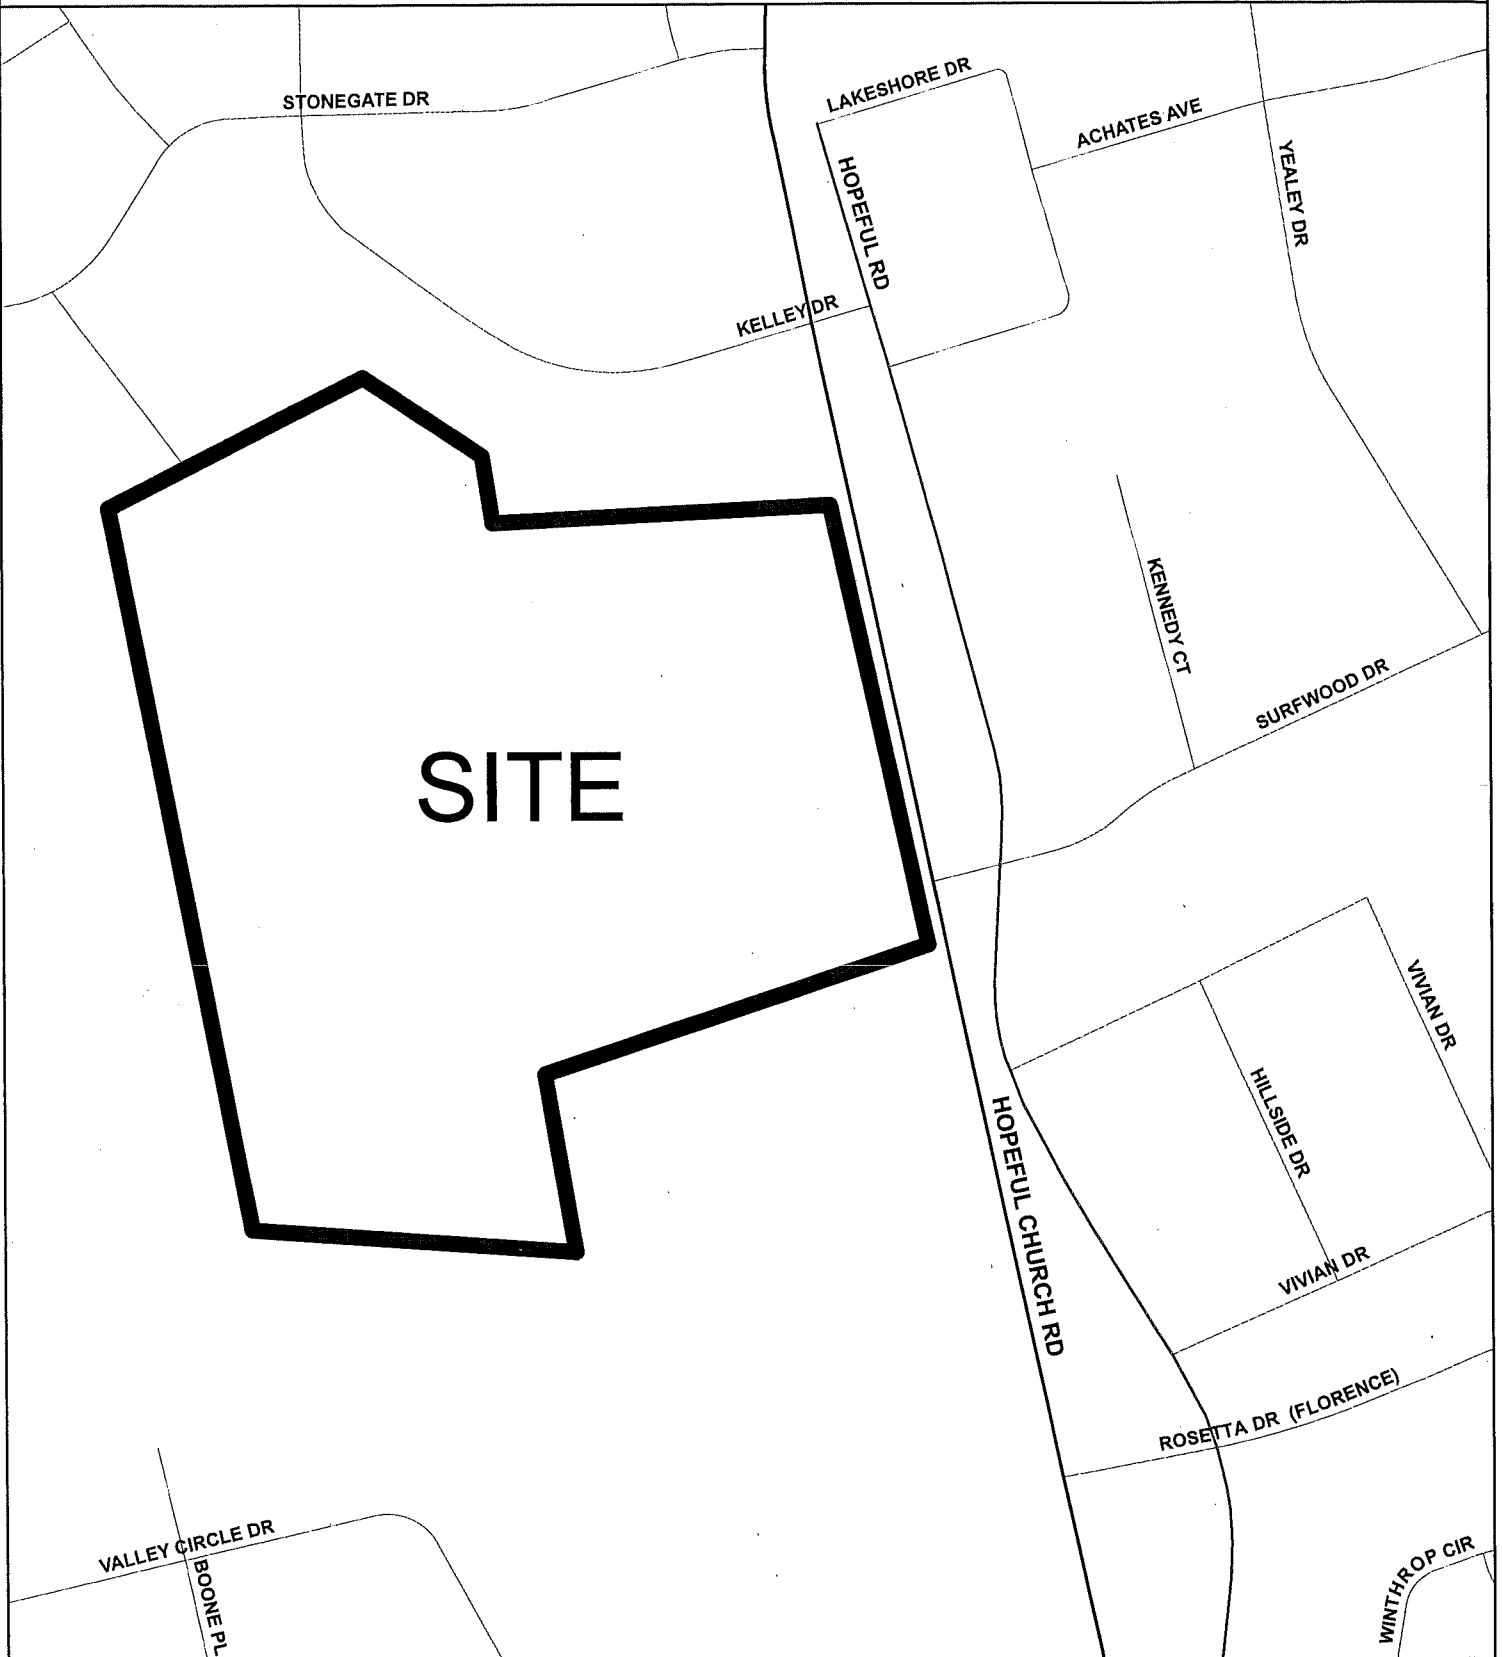 STONEGATE DR
LAKESHORE DR
ACHATES AVE
HOPEFUL RD
YEALEY DR
KELLEY DR
KENNEDY CT
SURFWOOD DR
SITE
VIVIAN DR
HILLSIDE DR
HOPEFUL CHURCH RD
VIVIAN DR
ROSETTA DR (FLORENCE)
VALLEY CIRCLE DR
BOONE PL
WINTHROP CIR